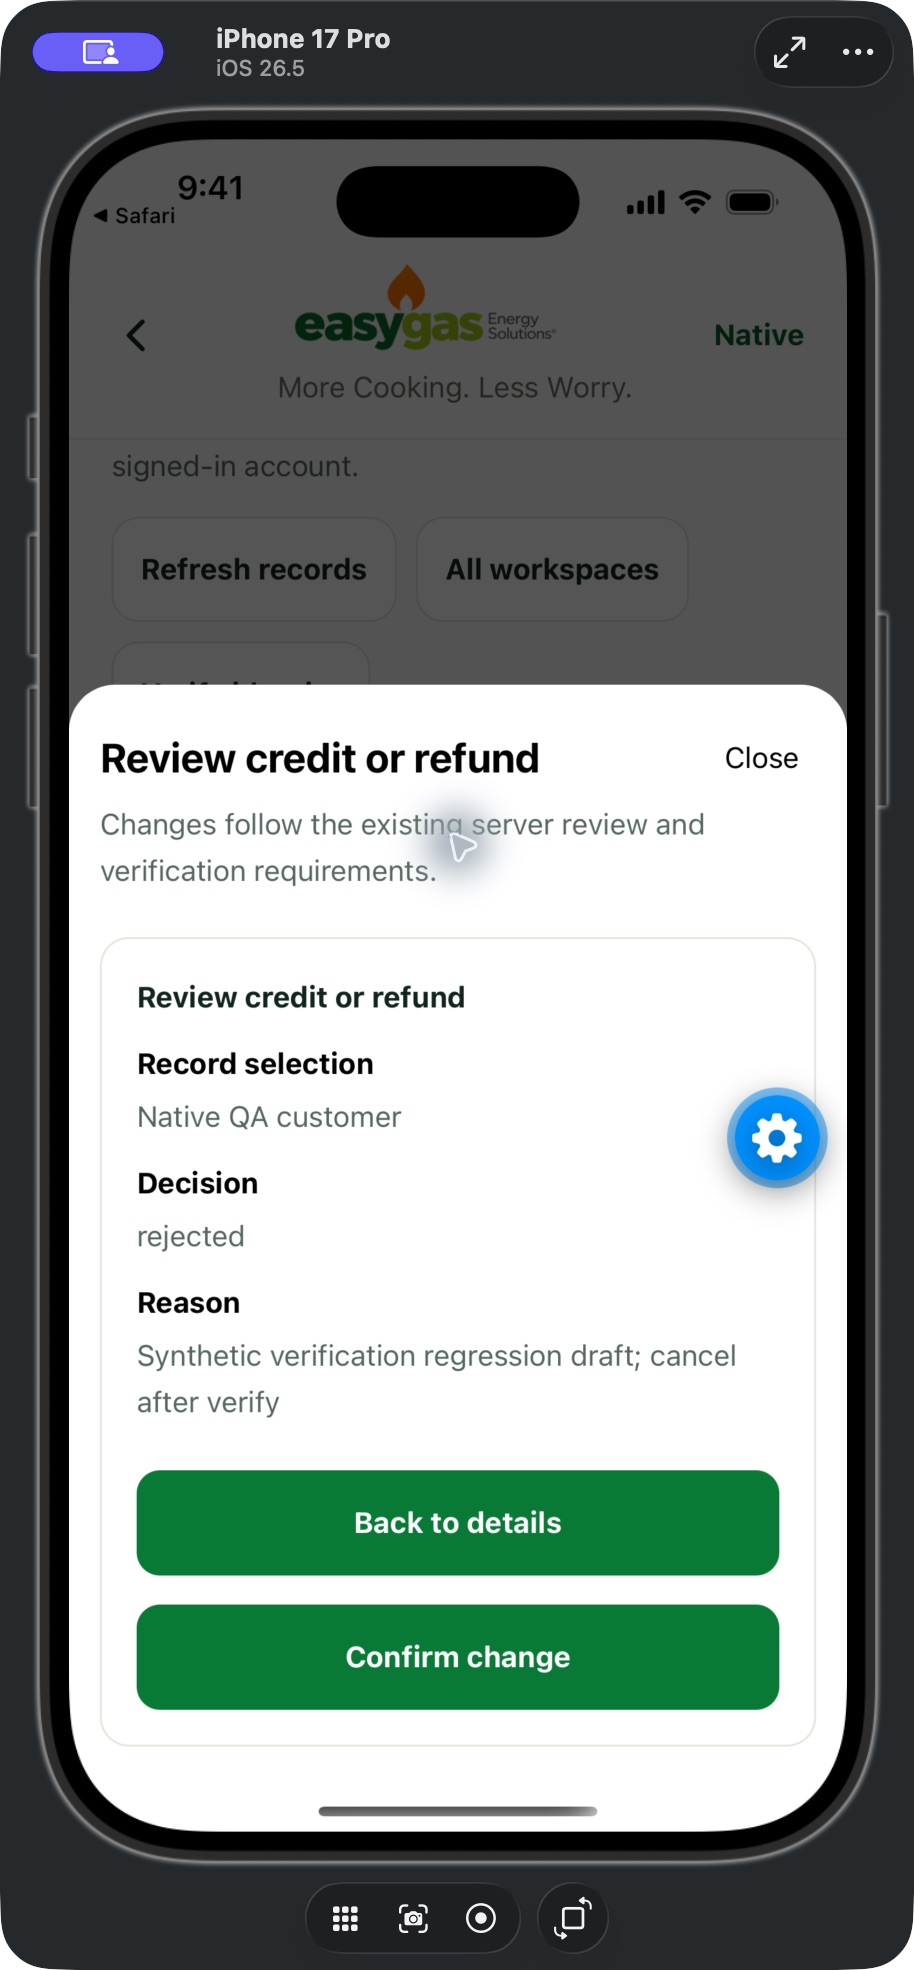 iPhone 17 Pro
iOS 26.5
9:41
Safari
easygas Energy Solutions®
More Cooking. Less Worry.
Native
signed-in account.
Refresh records
All workspaces
Review credit or refund
Close
Changes follow the existing server review and
verification requirements.
Review credit or refund
Record selection
Native QA customer
Decision
rejected
Reason
Synthetic verification regression draft; cancel
after verify
Back to details
Confirm change